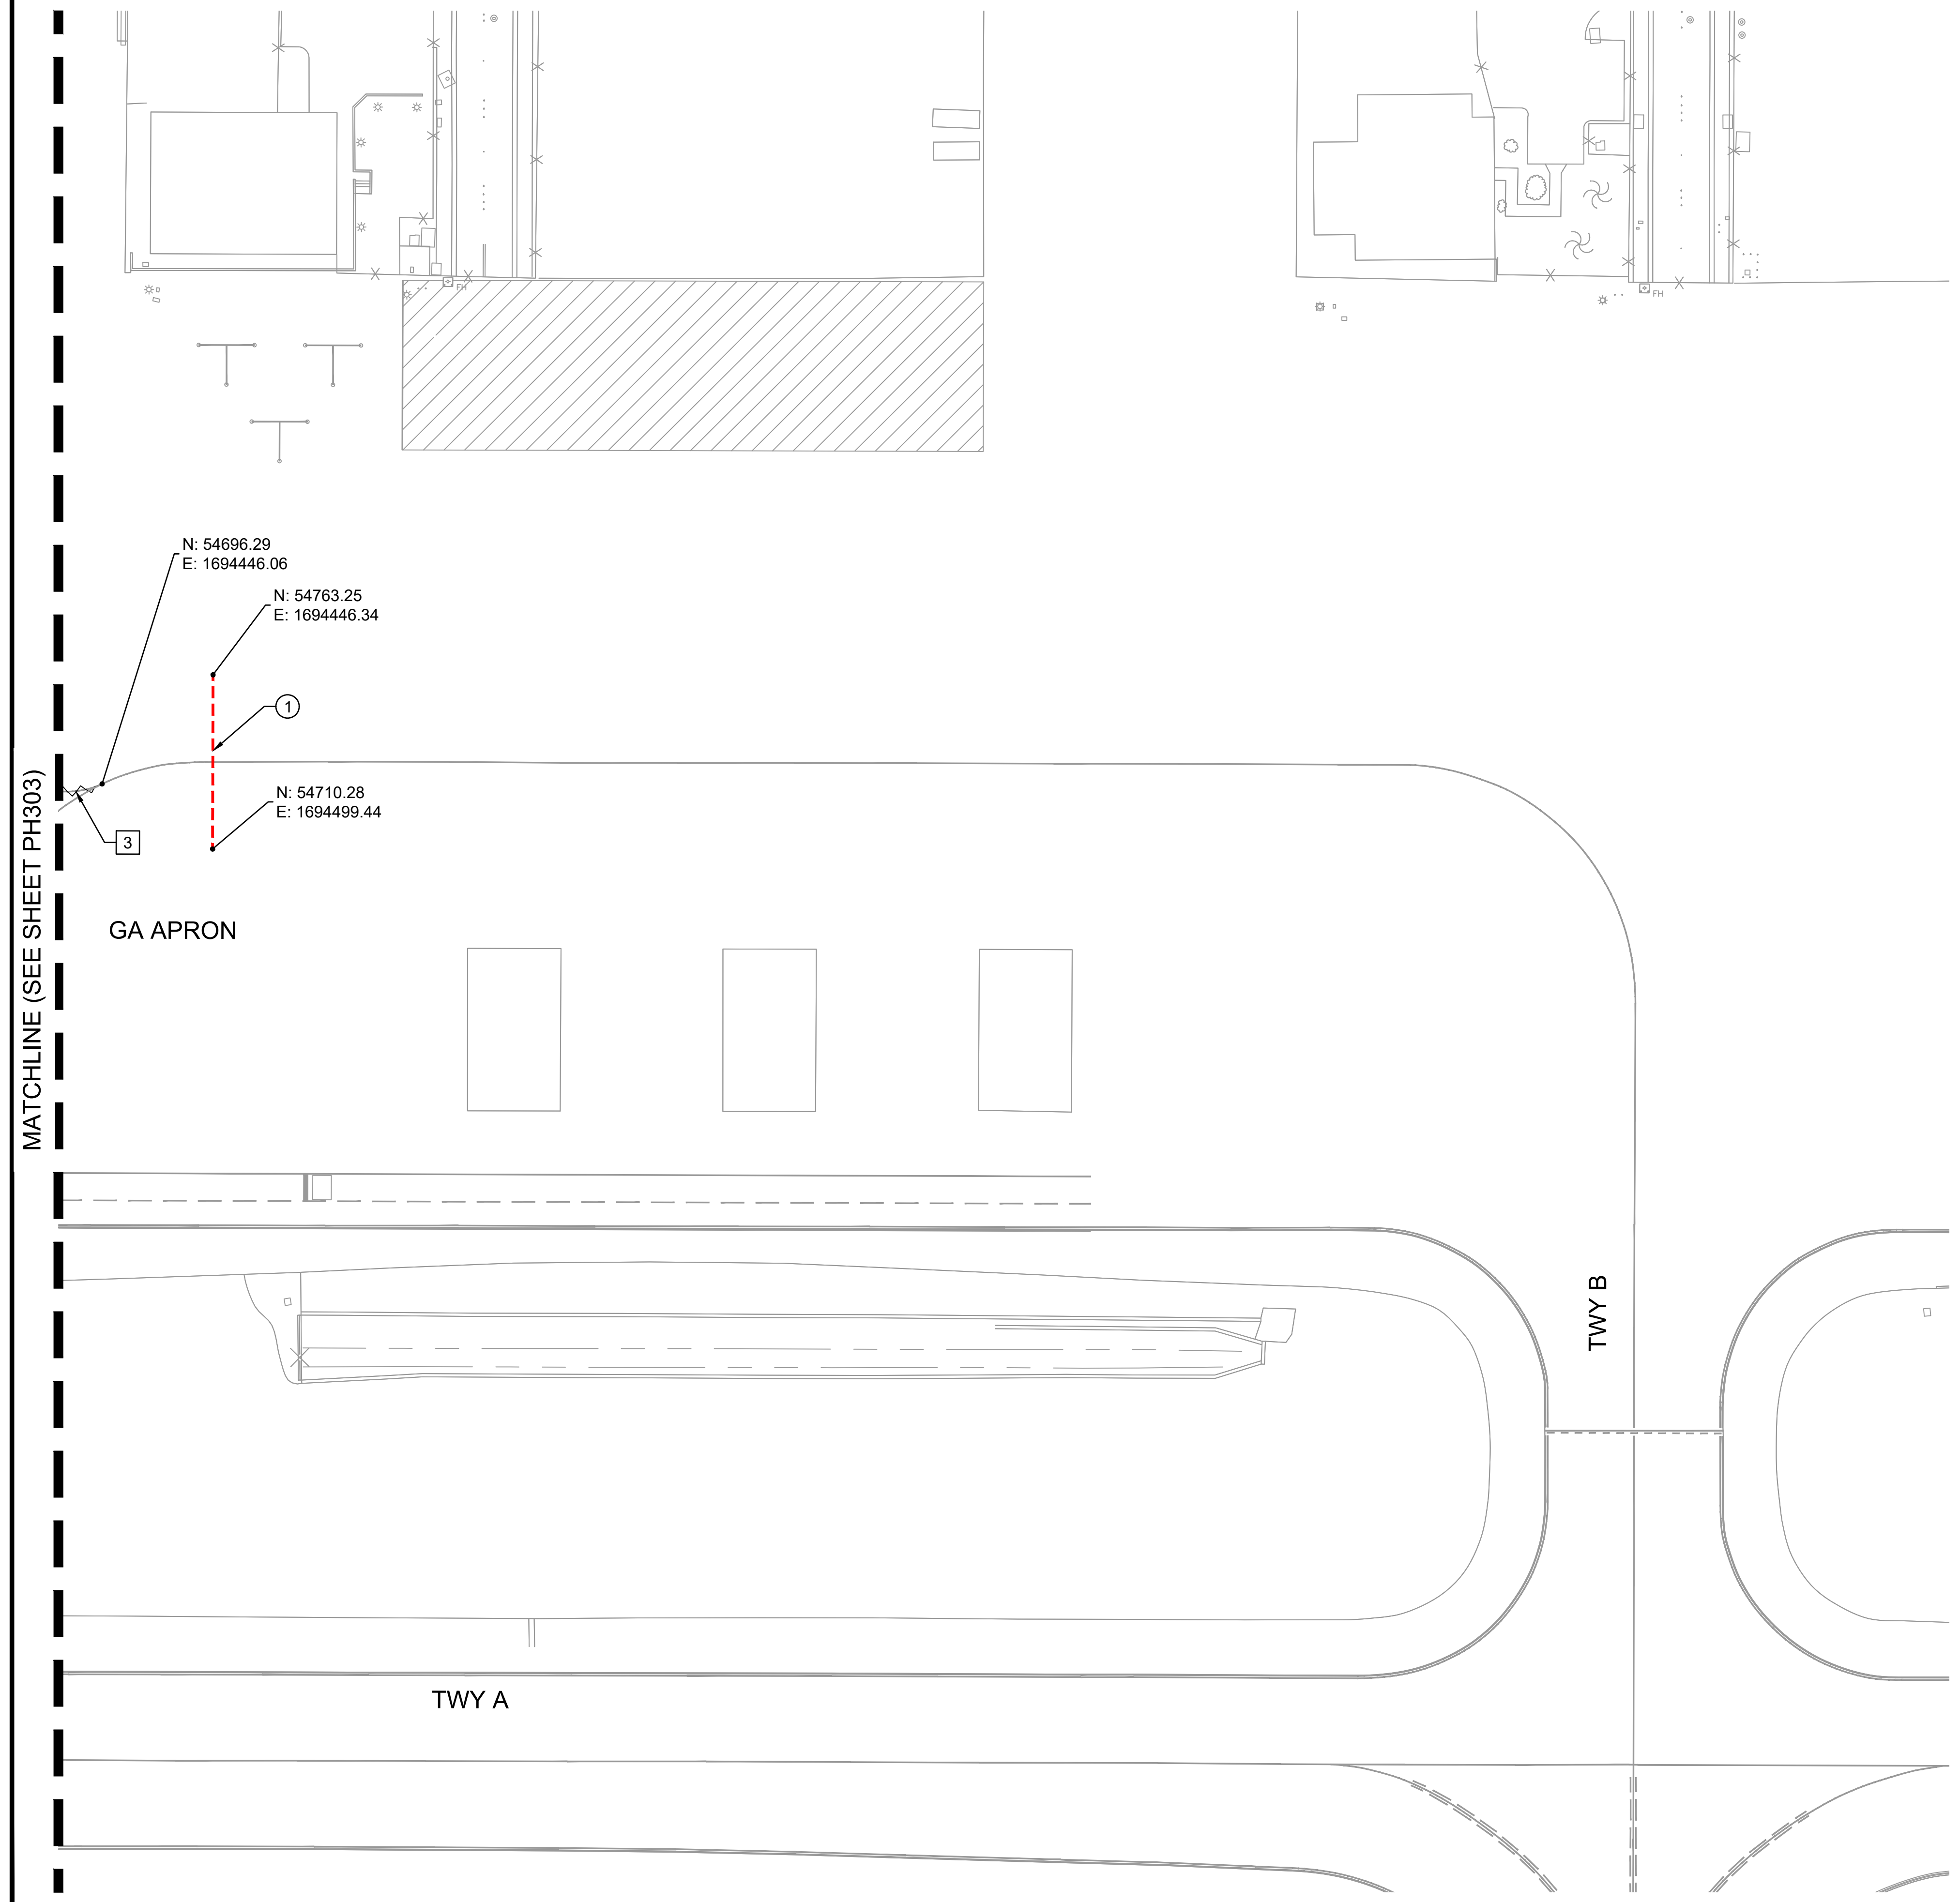 FH
FH
N: 54696.29
E: 1694446.06
N: 54763.25
E: 1694446.34
1
MATCHLINE (SEE SHEET PH303)
N: 54710.28
E: 1694499.44
3
GA APRON
TWY B
TWY A